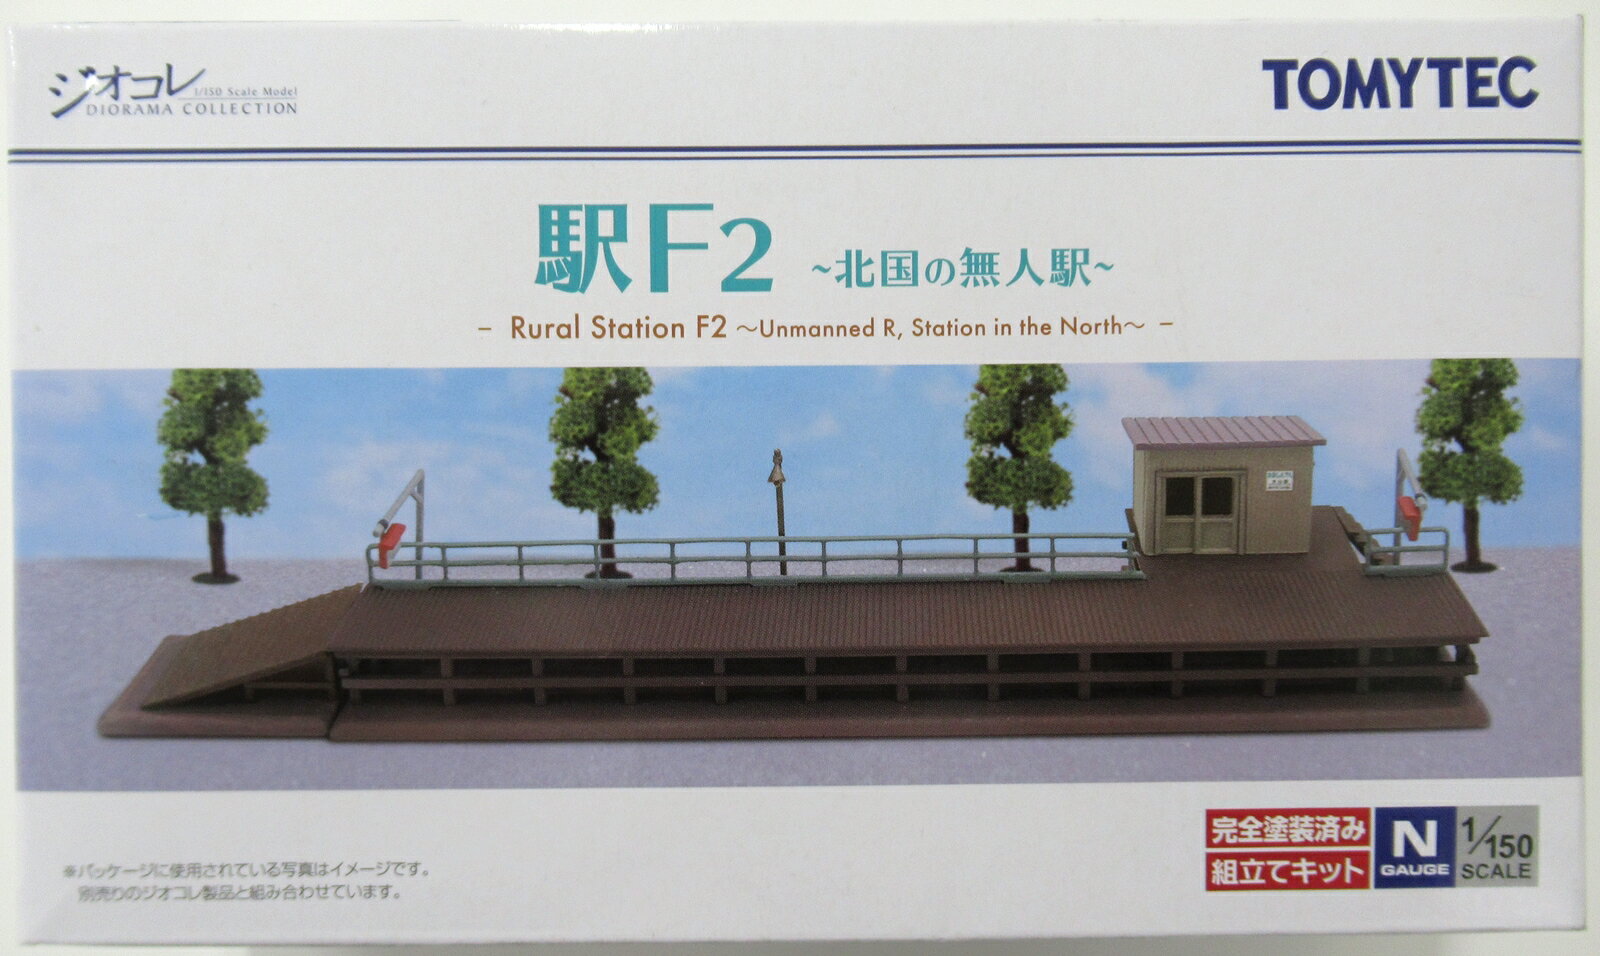 ジオコレ
1/150 Scale Model
DIORAMA COLLECTION
TOMYTEC
駅F2 ~北国の無人駅~
- Rural Station F2 ~Unmanned R, Station in the North~ -
完全塗装済み
組立てキット
N
GAUGE
1/150
SCALE
※パッケージに使用されている写真はイメージです。
別売りのジオコレ製品と組み合わせています。